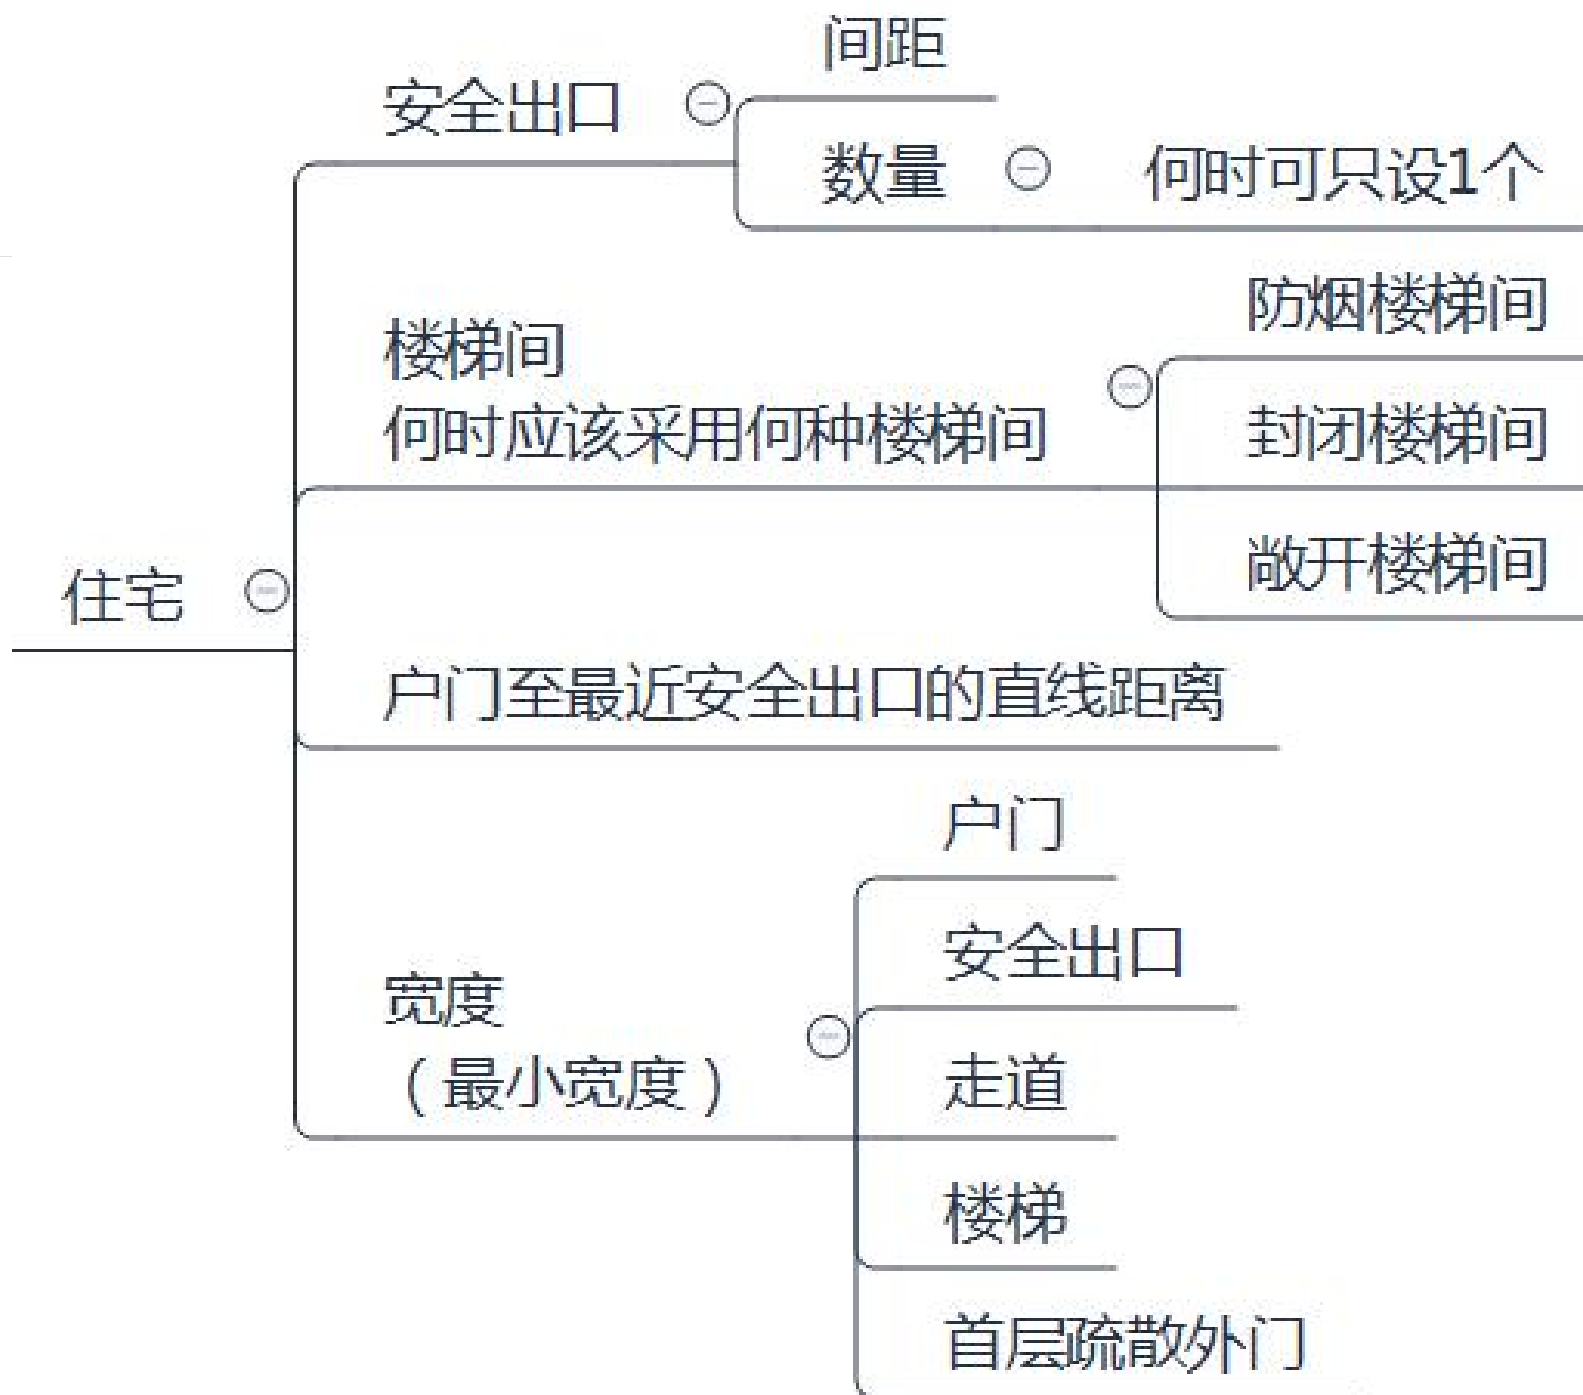 间距
安全出口
数量
何时可只设1个
防烟楼梯间
楼梯间
何时应该采用何种楼梯间
封闭楼梯间
敞开楼梯间
住宅
户门至最近安全出口的直线距离
户门
安全出口
宽度
（最小宽度）
走道
楼梯
首层疏散外门